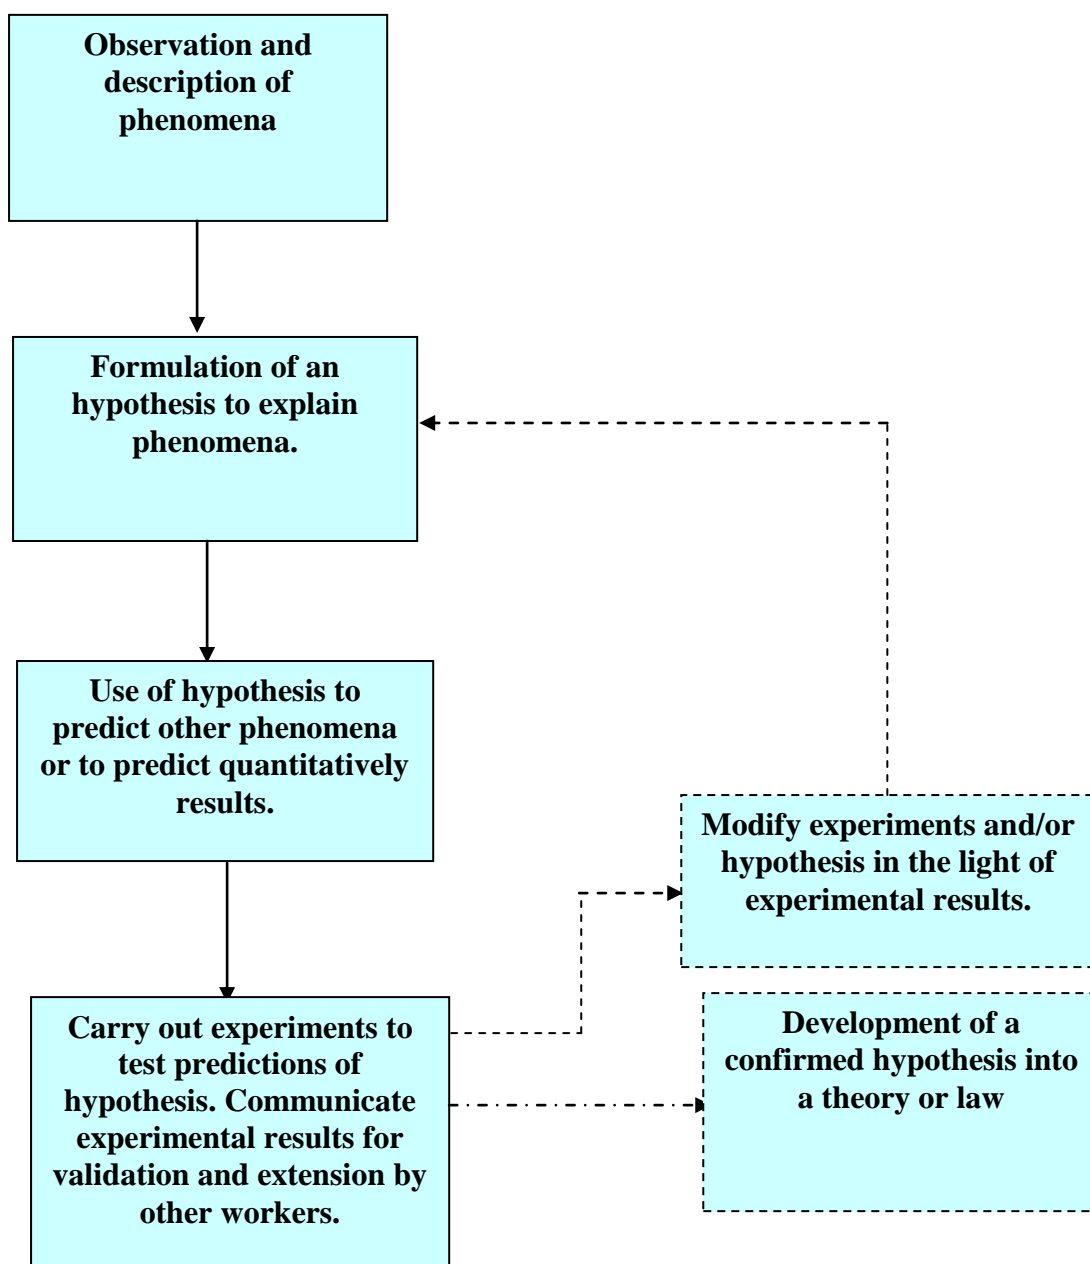 Observation and
description of
phenomena
Formulation of an
hypothesis to explain
phenomena.
Use of hypothesis to
predict other phenomena
or to predict quantitatively
results.
Modify experiments and/or
hypothesis in the light of
experimental results.
Carry out experiments to
test predictions of
hypothesis. Communicate
experimental results for
validation and extension by
other workers.
Development of a
confirmed hypothesis into
a theory or law